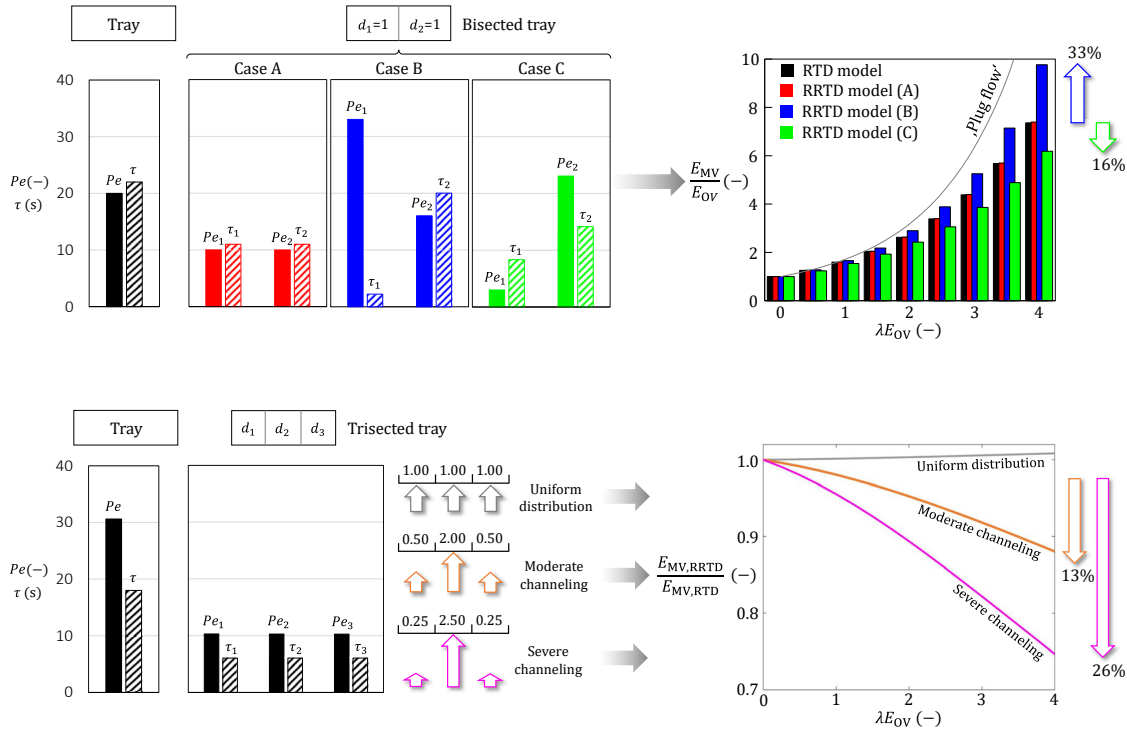 Tray
d₁=1 d₂=1 Bisected tray
Case A Case B Case C
40
30
20
10
0
Pe(−)
τ (s)
Pe τ
Pe₁ τ₁ Pe₂ τ₂
Pe₁ τ₁ Pe₂ τ₂
Pe₁ τ₁ Pe₂ τ₂
E_MV
E_OV (−)
10
8
6
4
2
0
RTD model
RRTD model (A)
RRTD model (B)
RRTD model (C)
‚Plug flow‘
0 1 2 3 4
λE_OV (−)
33%
16%
Tray
d₁ d₂ d₃ Trisected tray
40
30
20
10
0
Pe(−)
τ (s)
Pe τ
Pe₁ τ₁ Pe₂ τ₂ Pe₃ τ₃
1.00 1.00 1.00
Uniform
distribution
0.50 2.00 0.50
Moderate
channeling
0.25 2.50 0.25
Severe
channeling
E_MV,RRTD
E_MV,RTD (−)
1.0
0.9
0.8
0.7
Uniform distribution
Moderate channeling
Severe channeling
0 1 2 3 4
λE_OV (−)
13%
26%